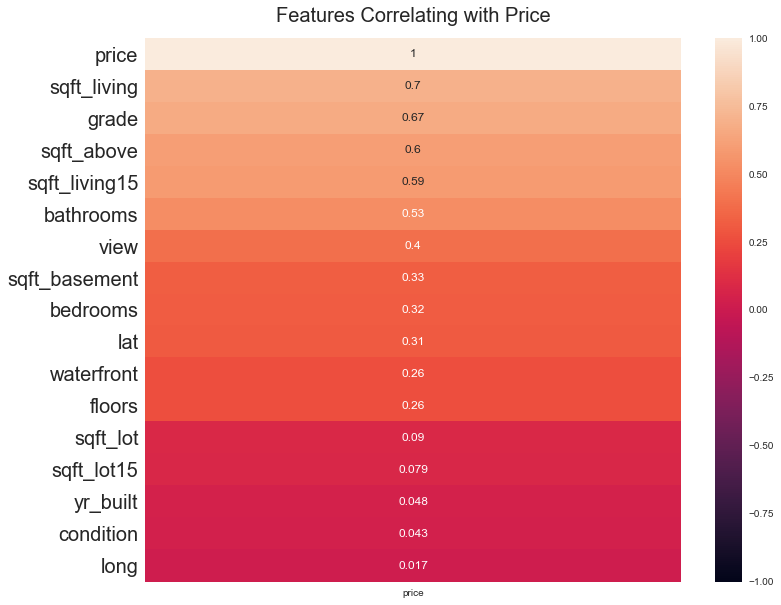 Features Correlating with Price
price 1
sqft_living 0.7
grade 0.67
sqft_above 0.6
sqft_living15 0.59
bathrooms 0.53
view 0.4
sqft_basement 0.33
bedrooms 0.32
lat 0.31
waterfront 0.26
floors 0.26
sqft_lot 0.09
sqft_lot15 0.079
yr_built 0.048
condition 0.043
long 0.017
price
1.00
0.75
0.50
0.25
0.00
−0.25
−0.50
−0.75
−1.00